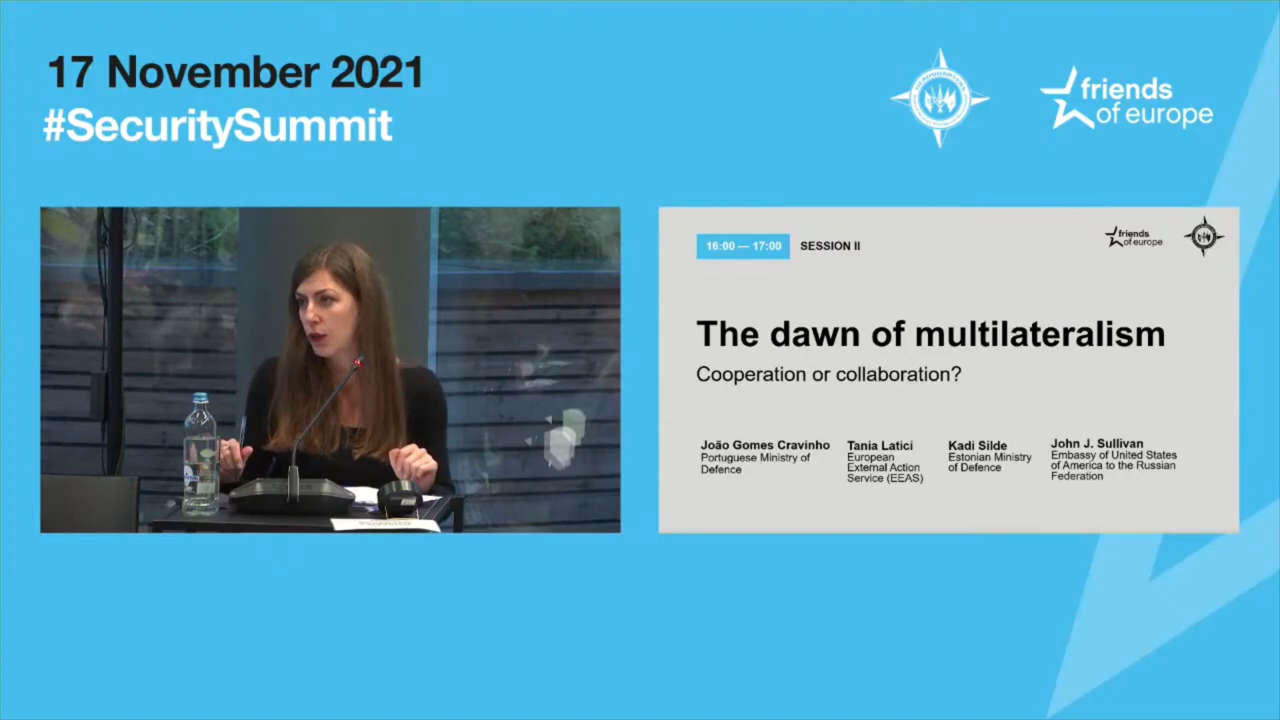 17 November 2021
#SecuritySummit
friends
of europe
16:00 — 17:00
SESSION II
friends
of europe
The dawn of multilateralism
Cooperation or collaboration?
João Gomes Cravinho
Portuguese Ministry of
Defence
Tania Latici
European
External Action
Service (EEAS)
Kadi Silde
Estonian Ministry
of Defence
John J. Sullivan
Embassy of United States
of America to the Russian
Federation